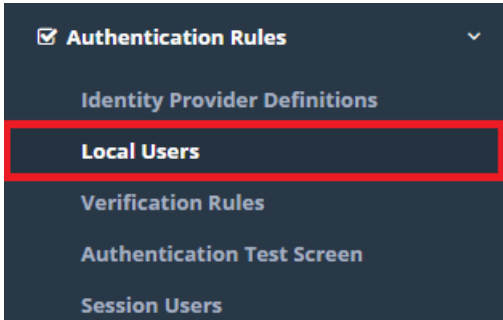 Authentication Rules
Identity Provider Definitions
Local Users
Verification Rules
Authentication Test Screen
Session Users